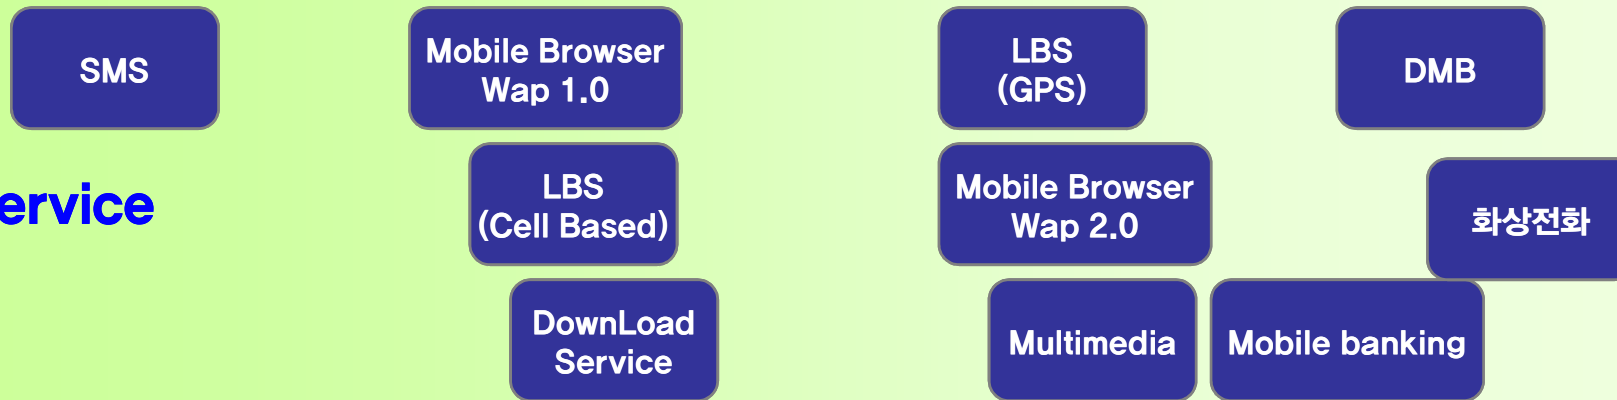 SMS
Mobile Browser
Wap 1.0
LBS
(GPS)
DMB
ervice
LBS
(Cell Based)
Mobile Browser
Wap 2.0
화상전화
DownLoad
Service
Multimedia
Mobile banking